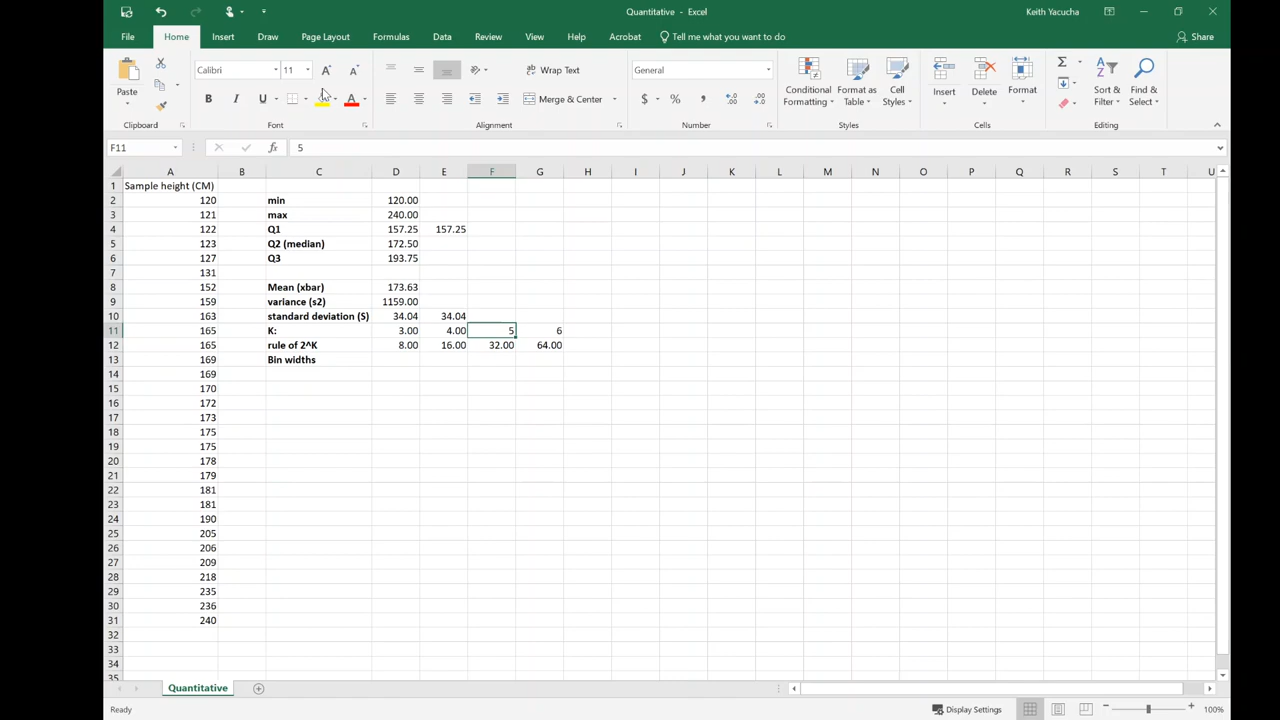 Quantitative - Excel
Keith Yacucha
File Home Insert Draw Page Layout Formulas Data Review View Help Acrobat Tell me what you want to do Share
Paste
Calibri 11
B I U A
Wrap Text
Merge & Center
General
$ %
Conditional Formatting
Format as Table
Cell Styles
Insert Delete Format
Sort & Filter
Find & Select
Clipboard Font Alignment Number Styles Cells Editing
F11 fx 5
A B C D E F G H I J K L M N O P Q R S T U
1 Sample height (CM)
2 120 min 120.00
3 121 max 240.00
4 122 Q1 157.25 157.25
5 123 Q2 (median) 172.50
6 127 Q3 193.75
7 131
8 152 Mean (xbar) 173.63
9 159 variance (s2) 1159.00
10 163 standard deviation (S) 34.04 34.04
11 165 K: 3.00 4.00 5 6
12 165 rule of 2^K 8.00 16.00 32.00 64.00
13 169 Bin widths
14 169
15 170
16 172
17 173
18 175
19 175
20 178
21 179
22 181
23 181
24 190
25 205
26 206
27 209
28 218
29 235
30 236
31 240
32
33
34
35
Quantitative
Ready
Display Settings
100%